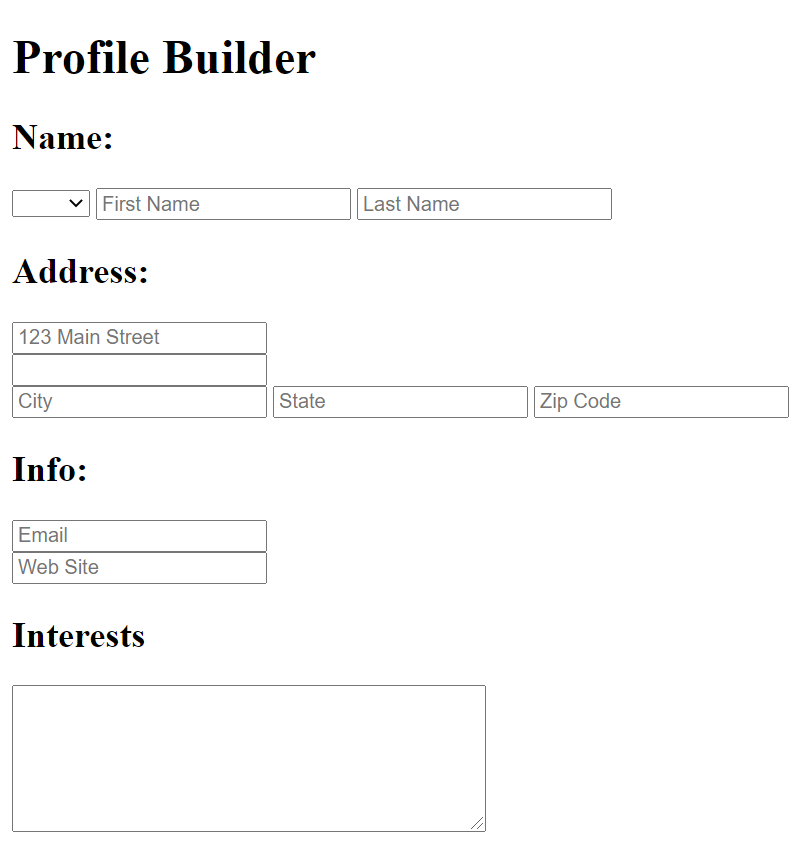 Profile Builder
Name:
First Name Last Name
Address:
123 Main Street
City State Zip Code
Info:
Email
Web Site
Interests